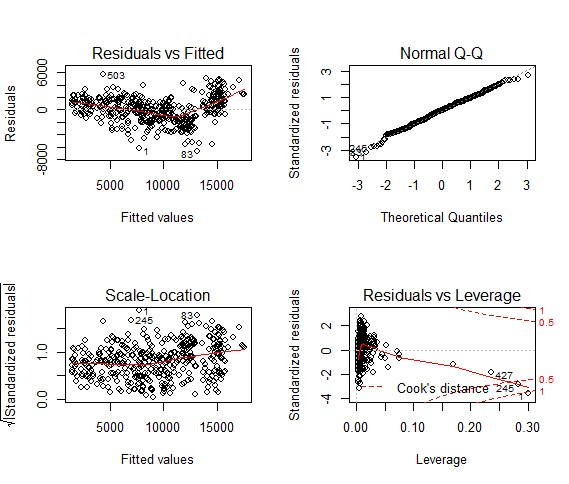 Residuals vs Fitted
Residuals
6000
0
-8000
503
1
83
5000 10000 15000
Fitted values
Normal Q-Q
Standardized residuals
3
1
-1
-3
245
-3 -2 -1 0 1 2 3
Theoretical Quantiles
Scale-Location
√|Standardized residuals|
1.0
0.0
1
245
83
5000 10000 15000
Fitted values
Residuals vs Leverage
Standardized residuals
2
0
-2
-4
1
0.5
0.5
1
427
245
1
Cook's distance
0.00 0.10 0.20 0.30
Leverage